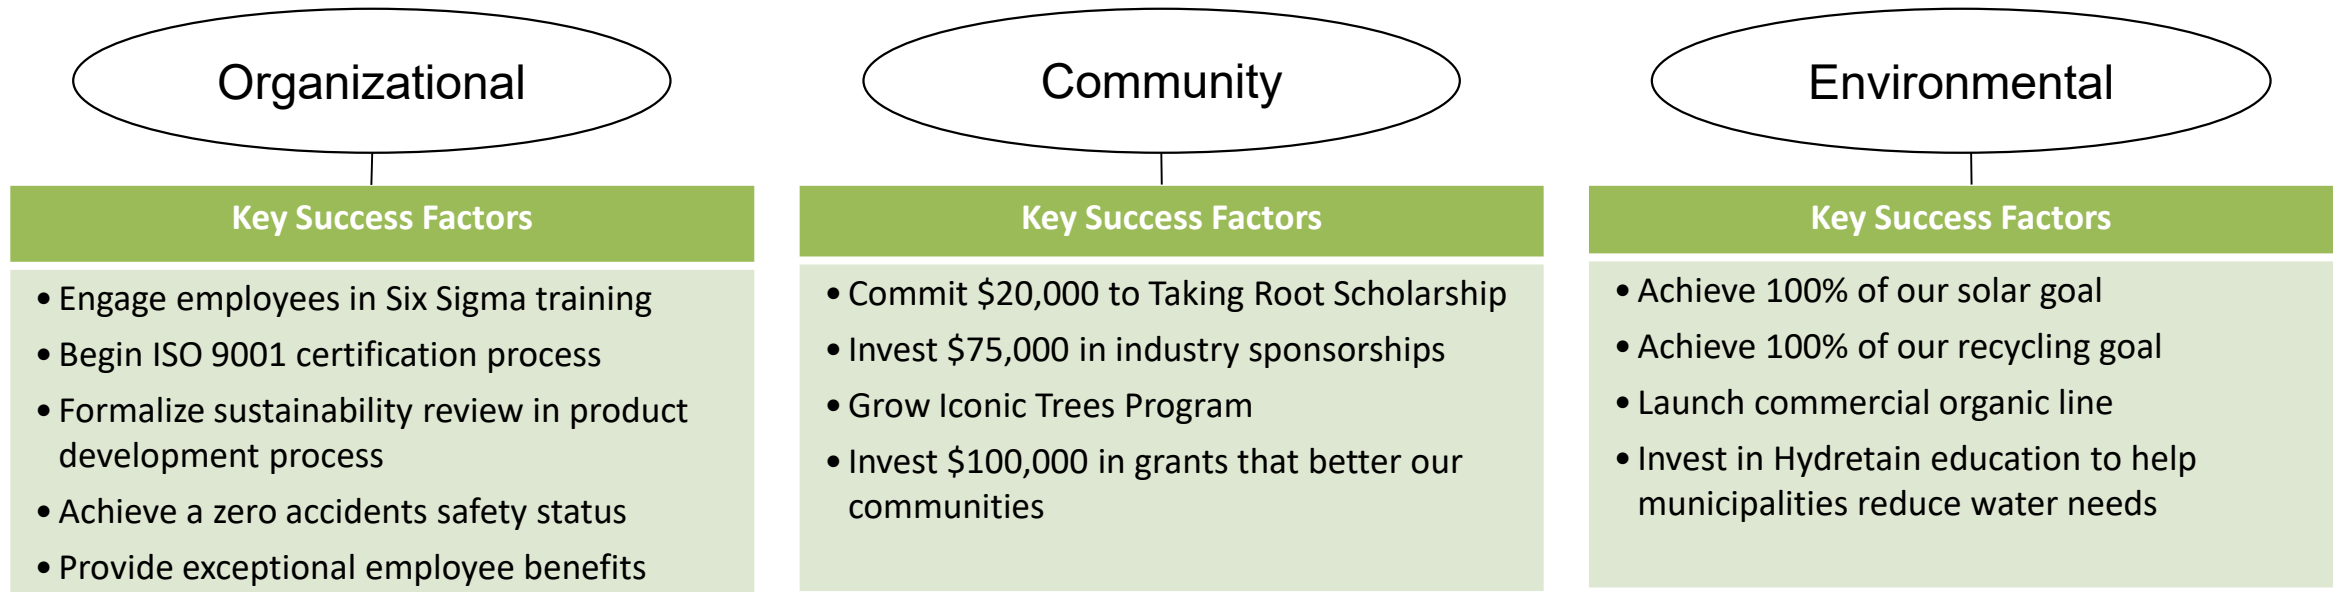 Organizational
Key Success Factors
• Engage employees in Six Sigma training
• Begin ISO 9001 certification process
• Formalize sustainability review in product
development process
• Achieve a zero accidents safety status
• Provide exceptional employee benefits
Community
Key Success Factors
• Commit $20,000 to Taking Root Scholarship
• Invest $75,000 in industry sponsorships
• Grow Iconic Trees Program
• Invest $100,000 in grants that better our
communities
Environmental
Key Success Factors
• Achieve 100% of our solar goal
• Achieve 100% of our recycling goal
• Launch commercial organic line
• Invest in Hydretain education to help
municipalities reduce water needs